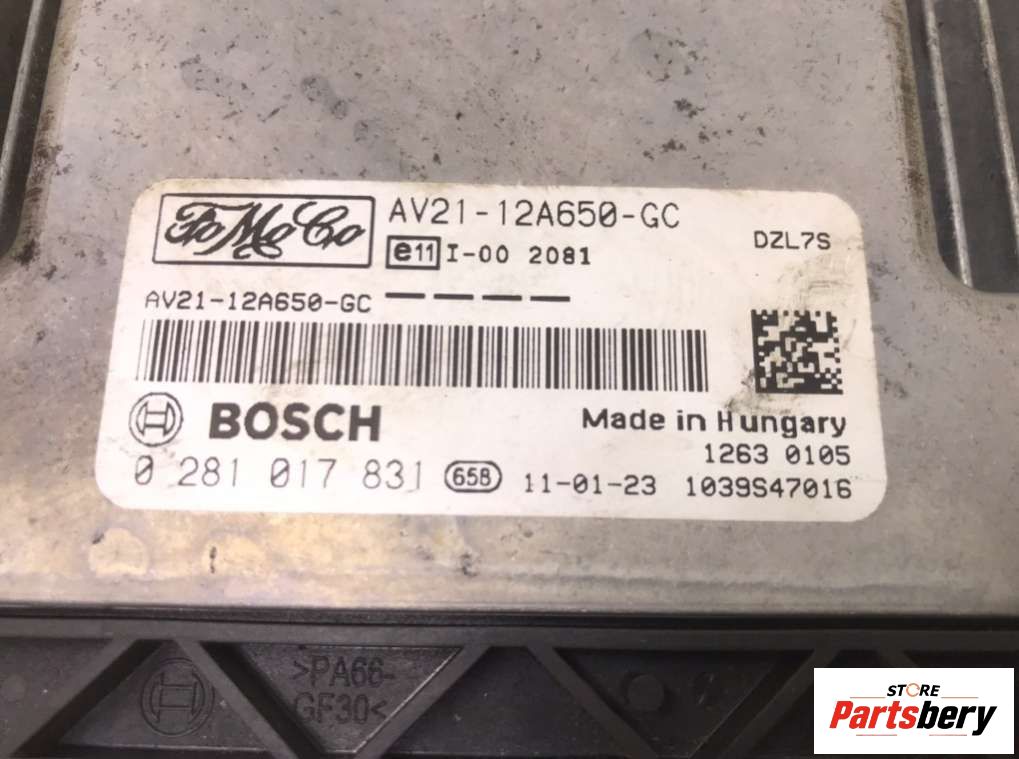 FoMoCo AV21-12A650-GC DZL7S
e11 I-00 2081
AV21-12A650-GC — — — —
BOSCH Made in Hungary
1263 0105
0 281 017 831 658 11-01-23 1039S47016
>PA66-
GF30<
STORE
Partsbery